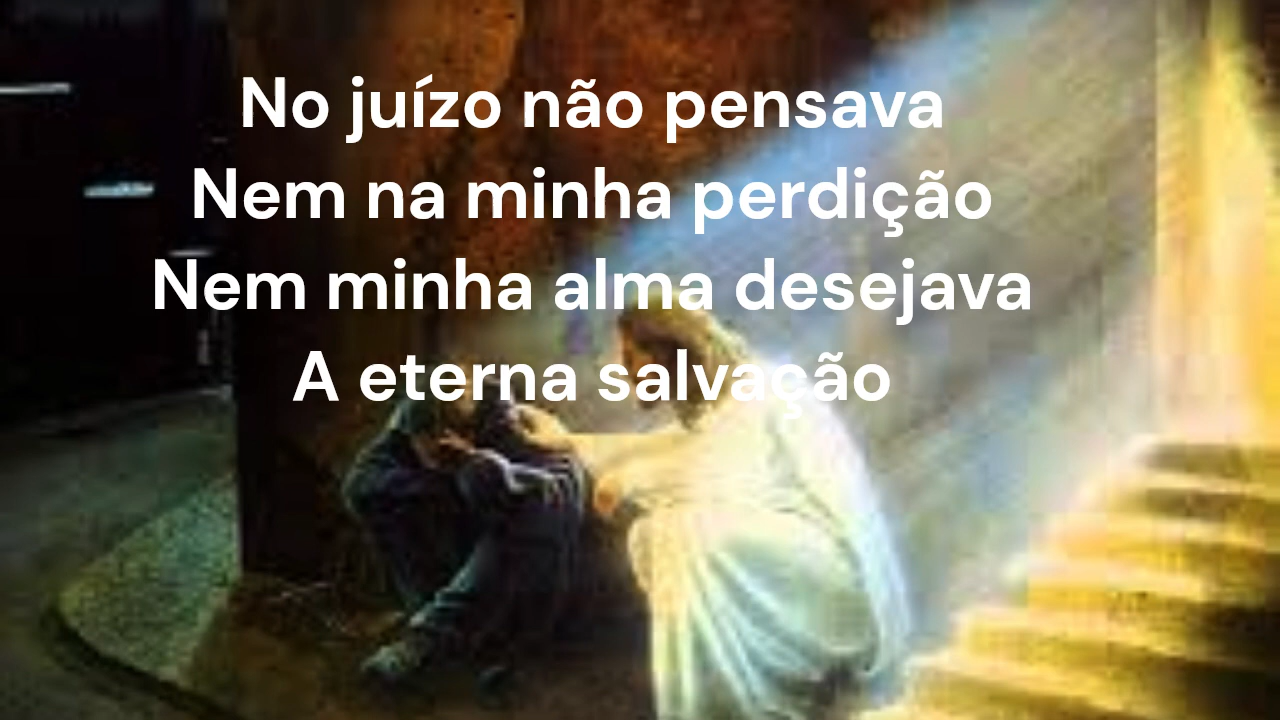 No juízo não pensava
Nem na minha perdição
Nem minha alma desejava
A eterna salvação